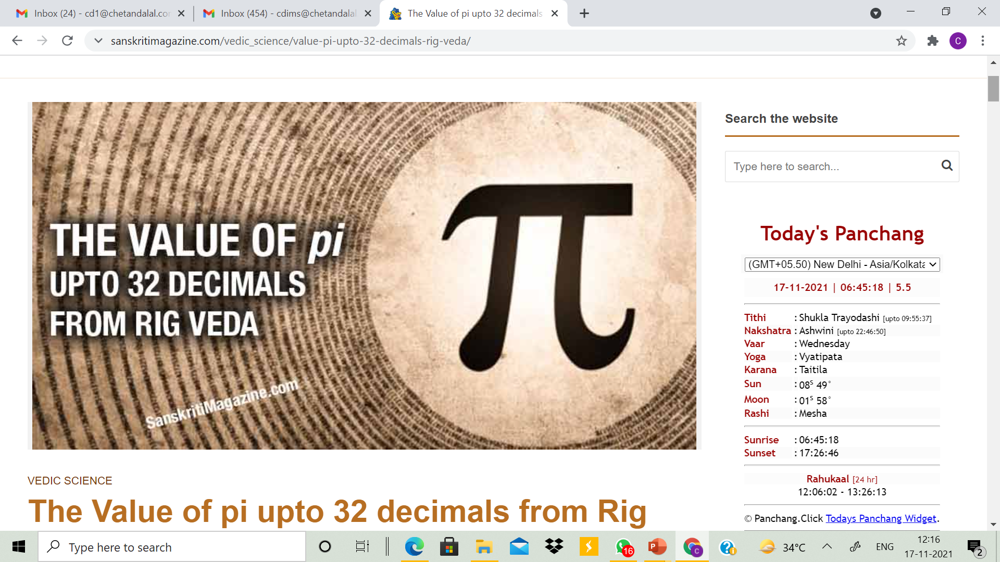 Inbox (24) - cd1@chetandalal.co
Inbox (454) - cdims@chetandalal
The Value of pi upto 32 decimals
sanskritimagazine.com/vedic_science/value-pi-upto-32-decimals-rig-veda/
C
THE VALUE OF pi
UPTO 32 DECIMALS
FROM RIG VEDA
SanskritiMagazine.com
π
VEDIC SCIENCE
The Value of pi upto 32 decimals from Rig
Search the website
Type here to search...
Today's Panchang
(GMT+05.50) New Delhi - Asia/Kolkata
17-11-2021 | 06:45:18 | 5.5
Tithi : Shukla Trayodashi [upto 09:55:37]
Nakshatra : Ashwini [upto 22:46:50]
Vaar : Wednesday
Yoga : Vyatipata
Karana : Taitila
Sun : 08ˢ 49°
Moon : 01ˢ 58°
Rashi : Mesha
Sunrise : 06:45:18
Sunset : 17:26:46
Rahukaal [24 hr]
12:06:02 - 13:26:13
© Panchang.Click Todays Panchang Widget.
Type here to search
16
P
C
34°C
ENG
12:16
17-11-2021
2